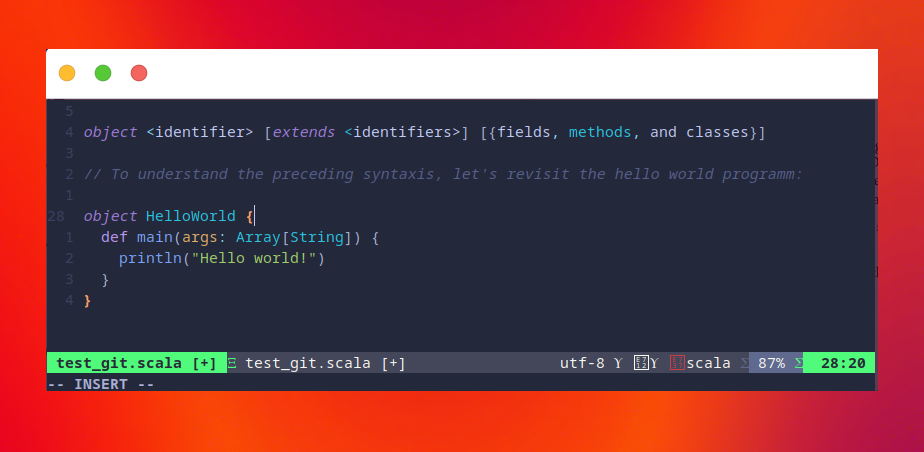 5
4 object <identifier> [extends <identifiers>] [{fields, methods, and classes}]
3
2 // To understand the preceding syntaxis, let's revisit the hello world programm:
1
28 object HelloWorld {
1 def main(args: Array[String]) {
2 println("Hello world!")
3 }
4 }
test_git.scala [+] Ξ test_git.scala [+] utf-8 ϒ ϒ scala Σ 87% Σ 28:20
-- INSERT --